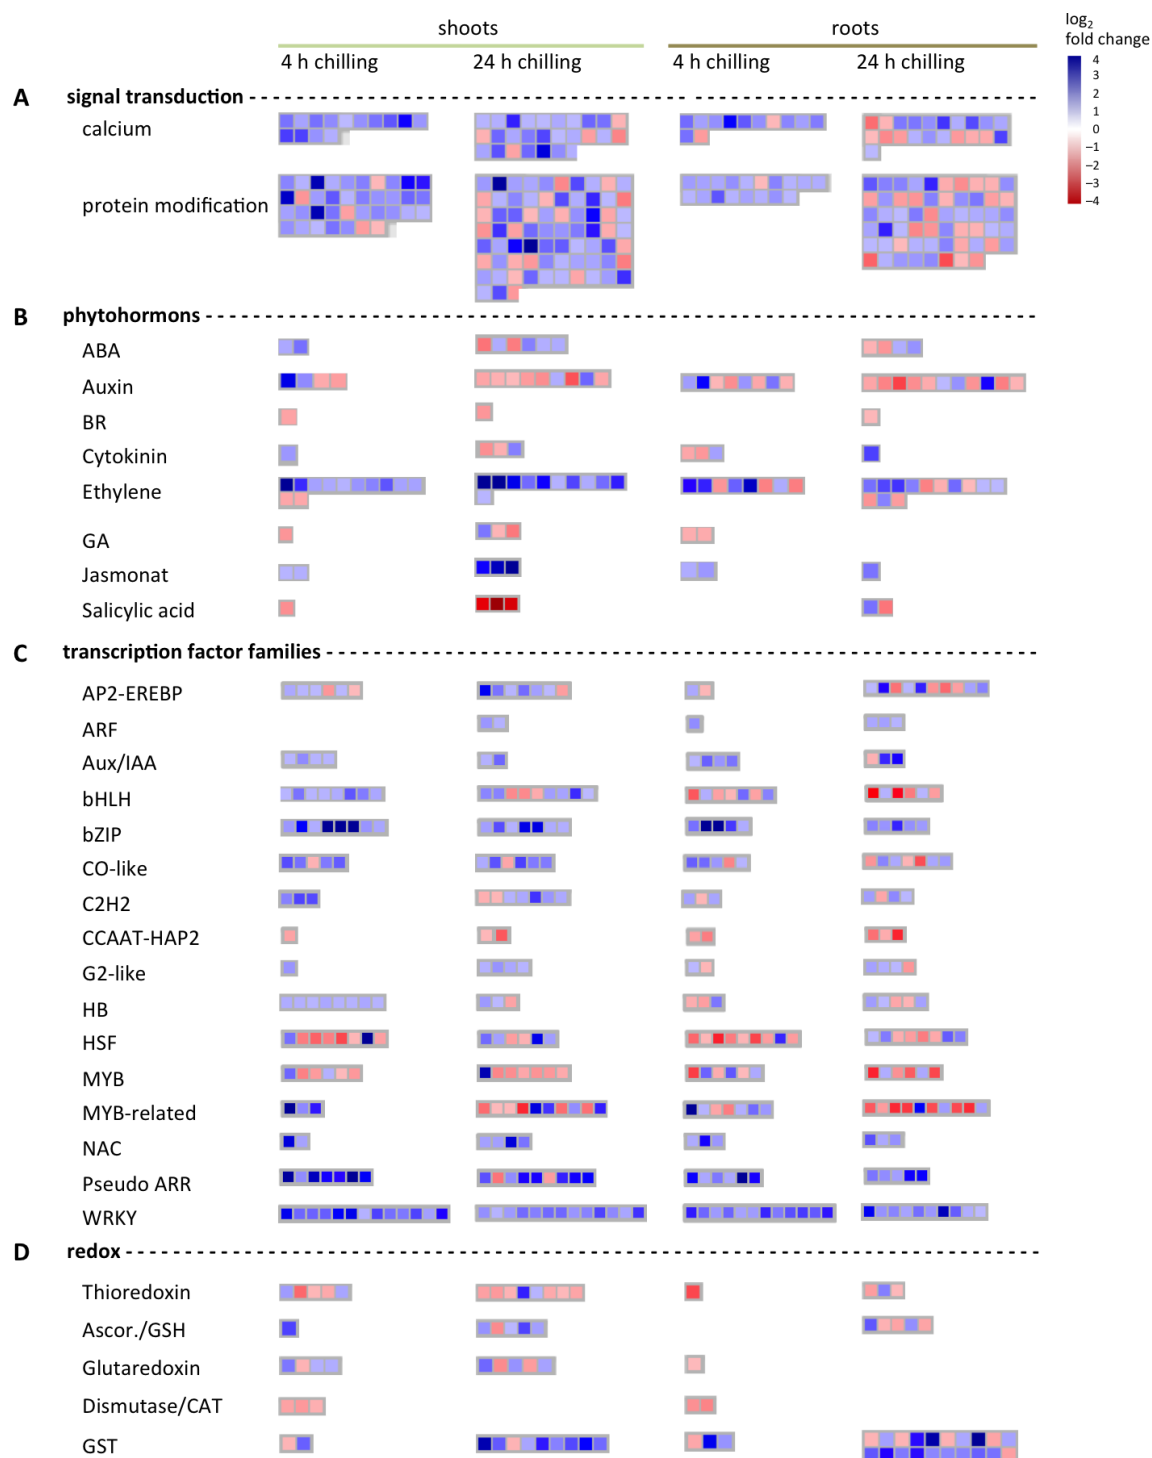 shoots
roots
log2
fold change
4 h chilling
24 h chilling
4 h chilling
24 h chilling
4
3
2
1
0
−1
−2
−3
−4
A signal transduction
calcium
protein modification
B phytohormons
ABA
Auxin
BR
Cytokinin
Ethylene
GA
Jasmonat
Salicylic acid
C transcription factor families
AP2-EREBP
ARF
Aux/IAA
bHLH
bZIP
CO-like
C2H2
CCAAT-HAP2
G2-like
HB
HSF
MYB
MYB-related
NAC
Pseudo ARR
WRKY
D redox
Thioredoxin
Ascor./GSH
Glutaredoxin
Dismutase/CAT
GST